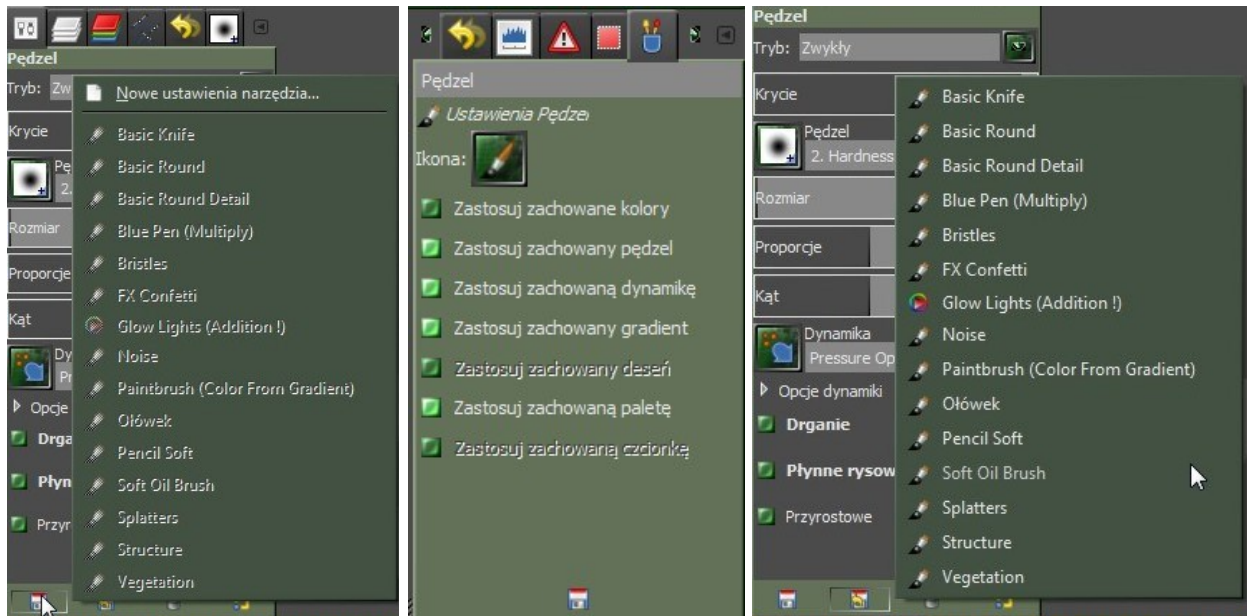 Pędzel
Tryb: Zw
Nowe ustawienia narzędzia...
Krycie
Basic Knife
Pę
Basic Round
2.
Basic Round Detail
Rozmiar
Blue Pen (Multiply)
Bristles
Proporcje
FX Confetti
Kąt
Glow Lights (Addition !)
Dy
Noise
Pr
Paintbrush (Color From Gradient)
Opcje
Ołówek
Drga
Pencil Soft
Płyn
Soft Oil Brush
Splatters
Przyr
Structure
Vegetation
Pędzel
Ustawienia Pędzel
Ikona:
Zastosuj zachowane kolory
Zastosuj zachowany pędzel
Zastosuj zachowaną dynamikę
Zastosuj zachowany gradient
Zastosuj zachowany deseń
Zastosuj zachowaną paletę
Zastosuj zachowaną czcionkę
Pędzel
Tryb: Zwykły
Krycie
Basic Knife
Pędzel
Basic Round
2. Hardness
Basic Round Detail
Rozmiar
Blue Pen (Multiply)
Bristles
Proporcje
FX Confetti
Kąt
Glow Lights (Addition !)
Dynamika
Noise
Pressure Op
Paintbrush (Color From Gradient)
Opcje dynamiki
Ołówek
Drganie
Pencil Soft
Płynne rysow
Soft Oil Brush
Splatters
Przyrostowe
Structure
Vegetation